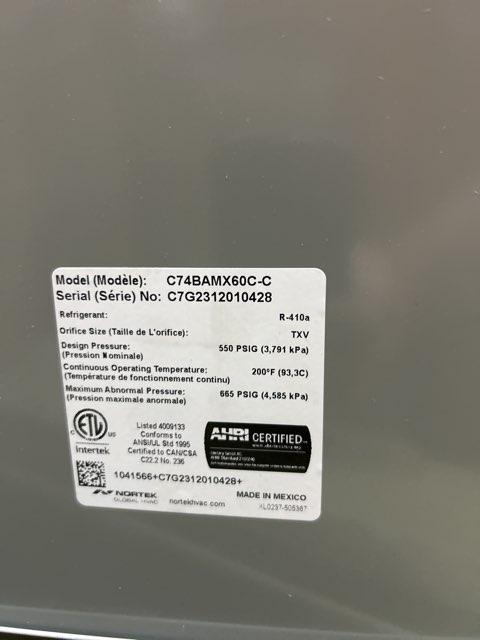 Model (Modèle): C74BAMX60C-C
Serial (Série) No: C7G2312010428
Refrigerant: R-410a
Orifice Size (Taille de L'orifice): TXV
Design Pressure: 550 PSIG (3,791 kPa)
(Pression Nominale)
Continuous Operating Temperature: 200°F (93,3C)
(Température de fonctionnement continu)
Maximum Abnormal Pressure: 665 PSIG (4,585 kPa)
(Pression maximale anormale)
C ETL US
Intertek
Listed 4009133
Conforms to
ANSI/UL Std 1995
Certified to CAN/CSA
C22.2 No. 236
AHRI CERTIFIED
1041566+C7G2312010428+
NORTEK
GLOBAL HVAC
nortekhvac.com
MADE IN MEXICO